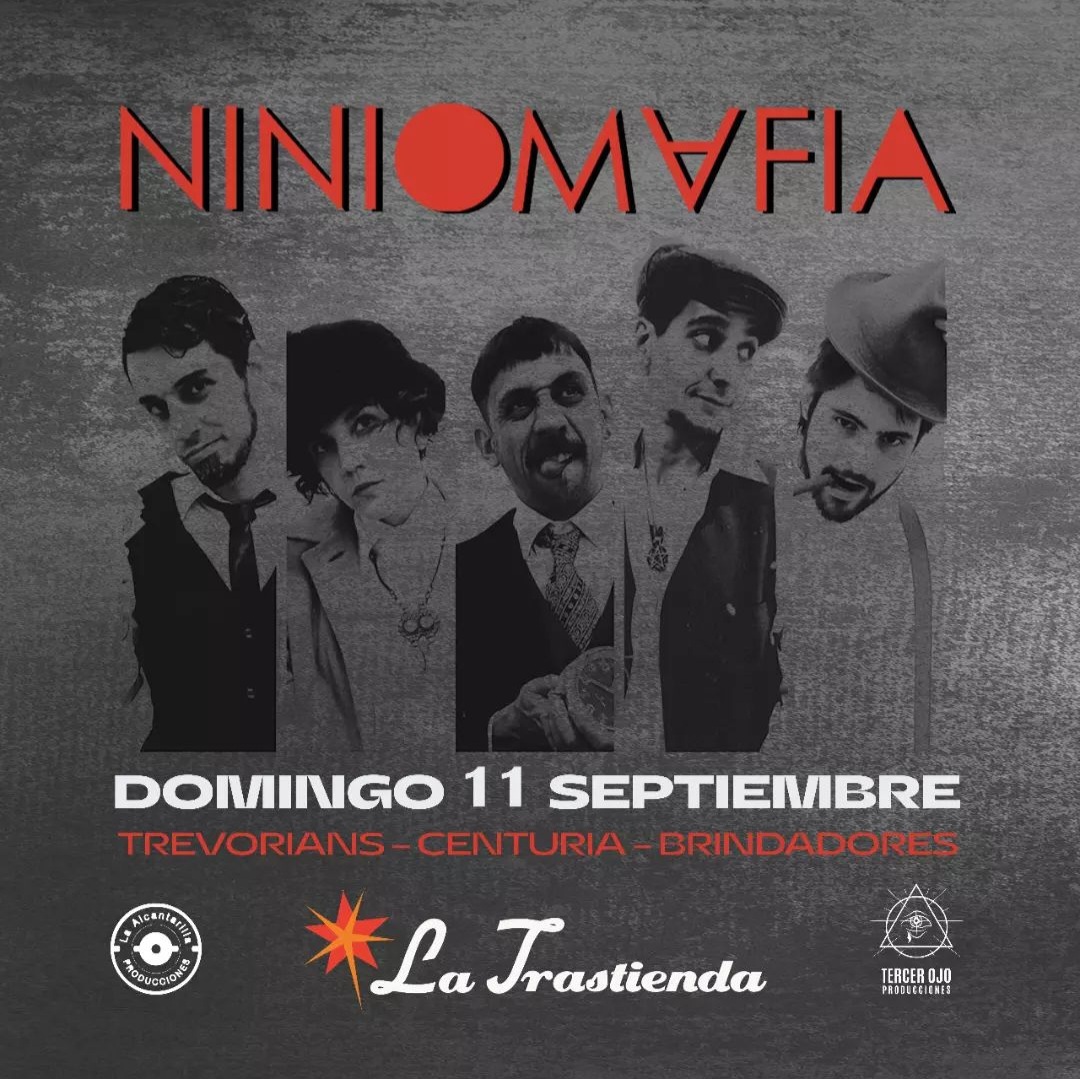 NINIOMAFIA
DOMINGO 11 SEPTIEMBRE
TREVORIANS – CENTURIA – BRINDADORES
La Alcantarilla
PRODUCCIONES
La Trastienda
TERCER OJO
PRODUCCIONES